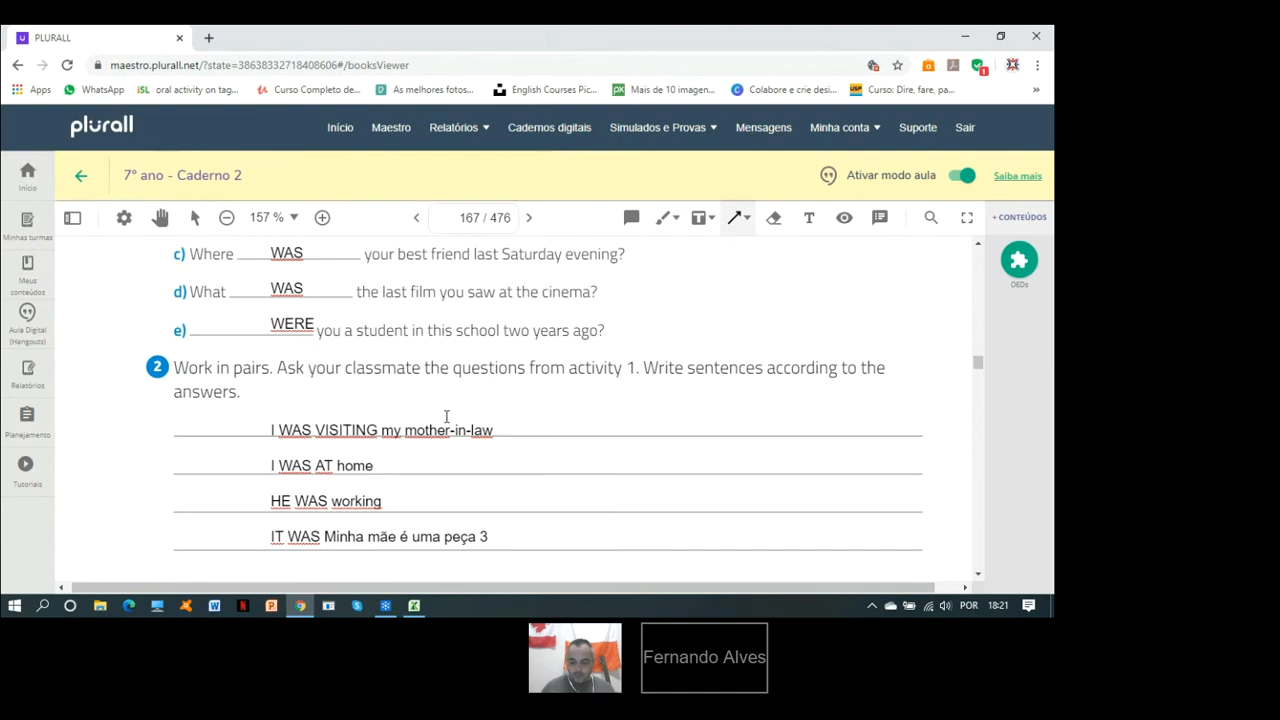 PLURALL
maestro.plurall.net/?state=38638332718408606#/booksViewer
1
Apps WhatsApp iSL oral activity on tag... Curso Completo de... As melhores fotos... English Courses Pic... Mais de 10 imagen... Colabore e crie desi... USP Curso: Dire, fare, pa... »
plurall Início Maestro Relatórios Cadernos digitais Simulados e Provas Mensagens Minha conta Suporte Sair
Início
7º ano - Caderno 2 Ativar modo aula Saiba mais
157 % 167 / 476 T + CONTEÚDOS
Minhas turmas
Meus conteúdos
Aula Digital (Hangouts)
Relatórios
Planejamento
Tutoriais
OEDs
c) Where WAS your best friend last Saturday evening?
d) What WAS the last film you saw at the cinema?
e) WERE you a student in this school two years ago?
2 Work in pairs. Ask your classmate the questions from activity 1. Write sentences according to the
answers.
I WAS VISITING my mother-in-law
I WAS AT home
HE WAS working
IT WAS Minha mãe é uma peça 3
POR 18:21
Fernando Alves